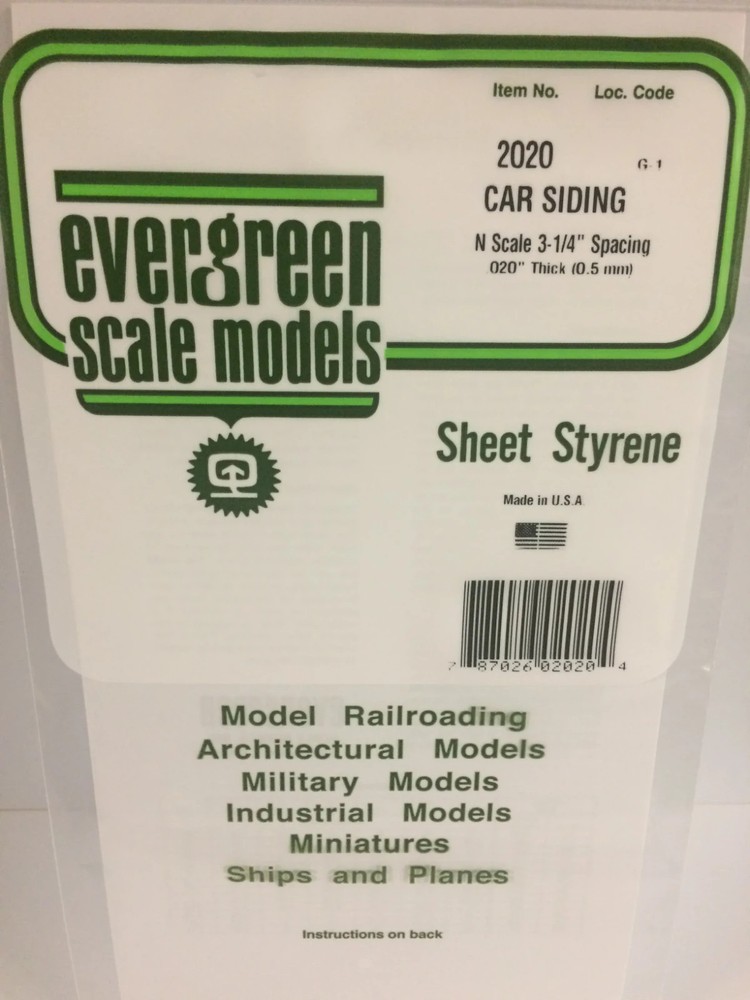 Item No. Loc. Code
2020 G-1
CAR SIDING
N Scale 3-1/4" Spacing
.020" Thick (0.5 mm)
evergreen
scale models
Sheet Styrene
Made in U.S.A.
7 87026 02020 4
Model Railroading
Architectural Models
Military Models
Industrial Models
Miniatures
Ships and Planes
Instructions on back